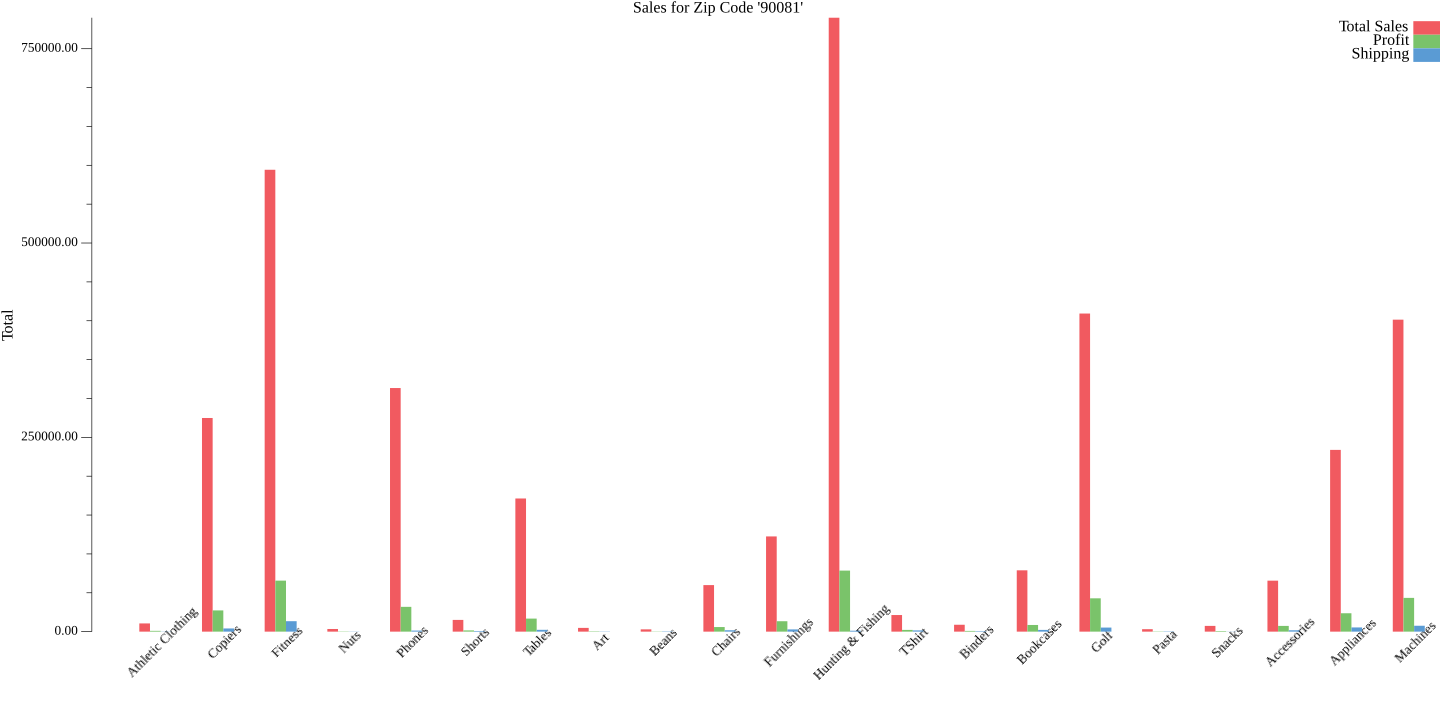 Sales for Zip Code '90081'
Total Sales
Profit
Shipping
Total
750000.00
500000.00
250000.00
0.00
Athletic Clothing
Copiers
Fitness
Nuts
Phones
Shorts
Tables
Art
Beans
Chairs
Furnishings
Hunting & Fishing
TShirt
Binders
Bookcases
Golf
Pasta
Snacks
Accessories
Appliances
Machines